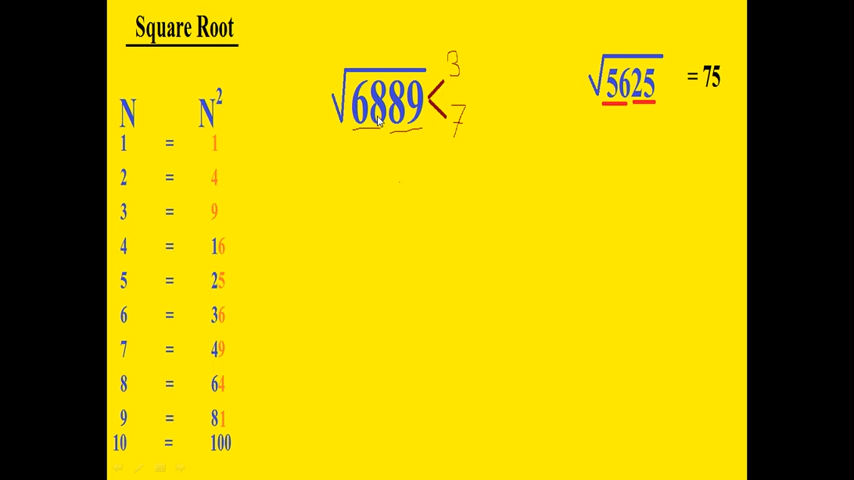 Square Root
√6889 < 3
7
√5625 = 75
N N²
1 = 1
2 = 4
3 = 9
4 = 16
5 = 25
6 = 36
7 = 49
8 = 64
9 = 81
10 = 100